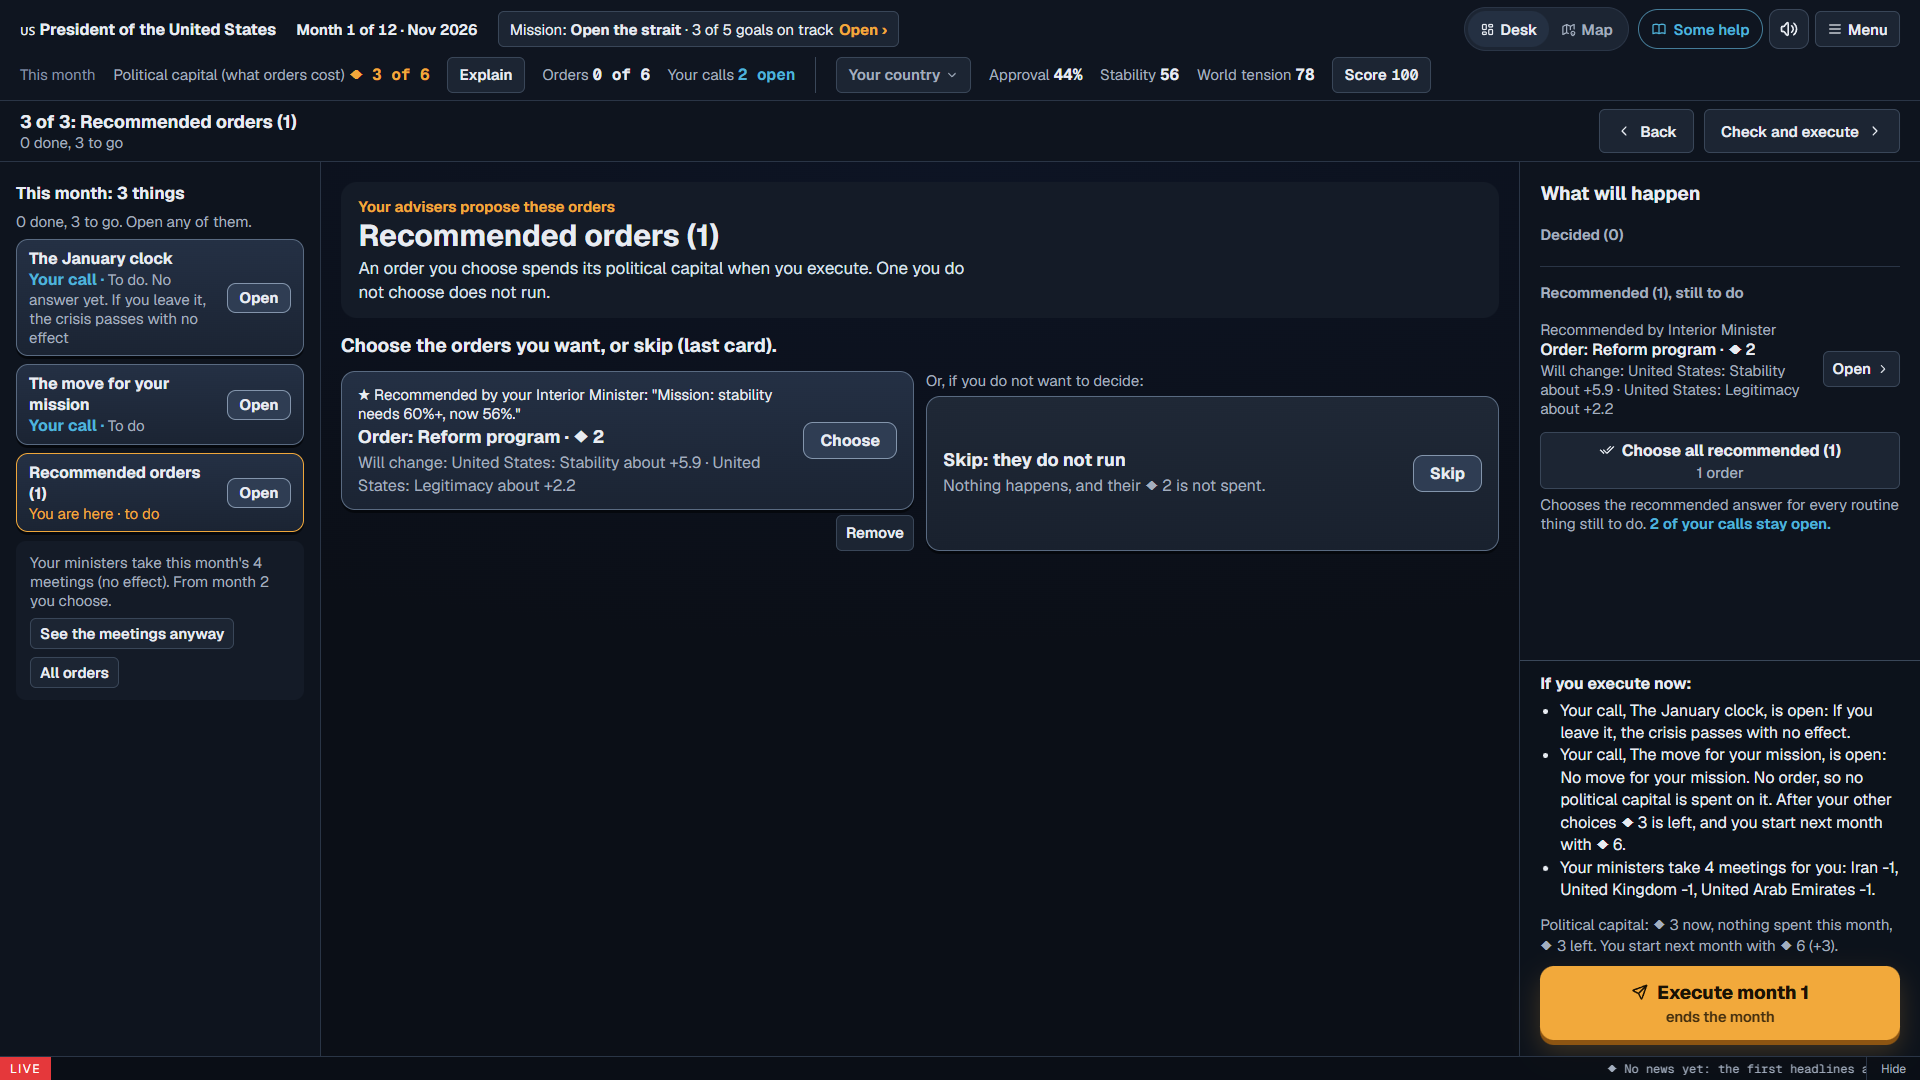 US President of the United States
Month 1 of 12 · Nov 2026
Mission: Open the strait · 3 of 5 goals on track Open ›
Desk
Map
Some help
Menu
This month
Political capital (what orders cost) ◆ 3 of 6
Explain
Orders 0 of 6
Your calls 2 open
Your country
Approval 44%
Stability 56
World tension 78
Score 100
3 of 3: Recommended orders (1)
0 done, 3 to go
Back
Check and execute
This month: 3 things
0 done, 3 to go. Open any of them.
The January clock
Your call · To do. No
answer yet. If you leave it,
the crisis passes with no
effect
Open
The move for your
mission
Your call · To do
Open
Recommended orders
(1)
You are here · to do
Open
Your ministers take this month's 4
meetings (no effect). From month 2
you choose.
See the meetings anyway
All orders
Your advisers propose these orders
Recommended orders (1)
An order you choose spends its political capital when you execute. One you do
not choose does not run.
Choose the orders you want, or skip (last card).
★ Recommended by your Interior Minister: "Mission: stability
needs 60%+, now 56%."
Order: Reform program · ◆ 2
Will change: United States: Stability about +5.9 · United
States: Legitimacy about +2.2
Choose
Remove
Or, if you do not want to decide:
Skip: they do not run
Nothing happens, and their ◆ 2 is not spent.
Skip
What will happen
Decided (0)
Recommended (1), still to do
Recommended by Interior Minister
Order: Reform program · ◆ 2
Will change: United States: Stability
about +5.9 · United States: Legitimacy
about +2.2
Open
Choose all recommended (1)
1 order
Chooses the recommended answer for every routine
thing still to do. 2 of your calls stay open.
If you execute now:
• Your call, The January clock, is open: If you
leave it, the crisis passes with no effect.
• Your call, The move for your mission, is open:
No move for your mission. No order, so no
political capital is spent on it. After your other
choices ◆ 3 is left, and you start next month
with ◆ 6.
• Your ministers take 4 meetings for you: Iran -1,
United Kingdom -1, United Arab Emirates -1.
Political capital: ◆ 3 now, nothing spent this month,
◆ 3 left. You start next month with ◆ 6 (+3).
Execute month 1
ends the month
LIVE
◆ No news yet: the first headlines
Hide